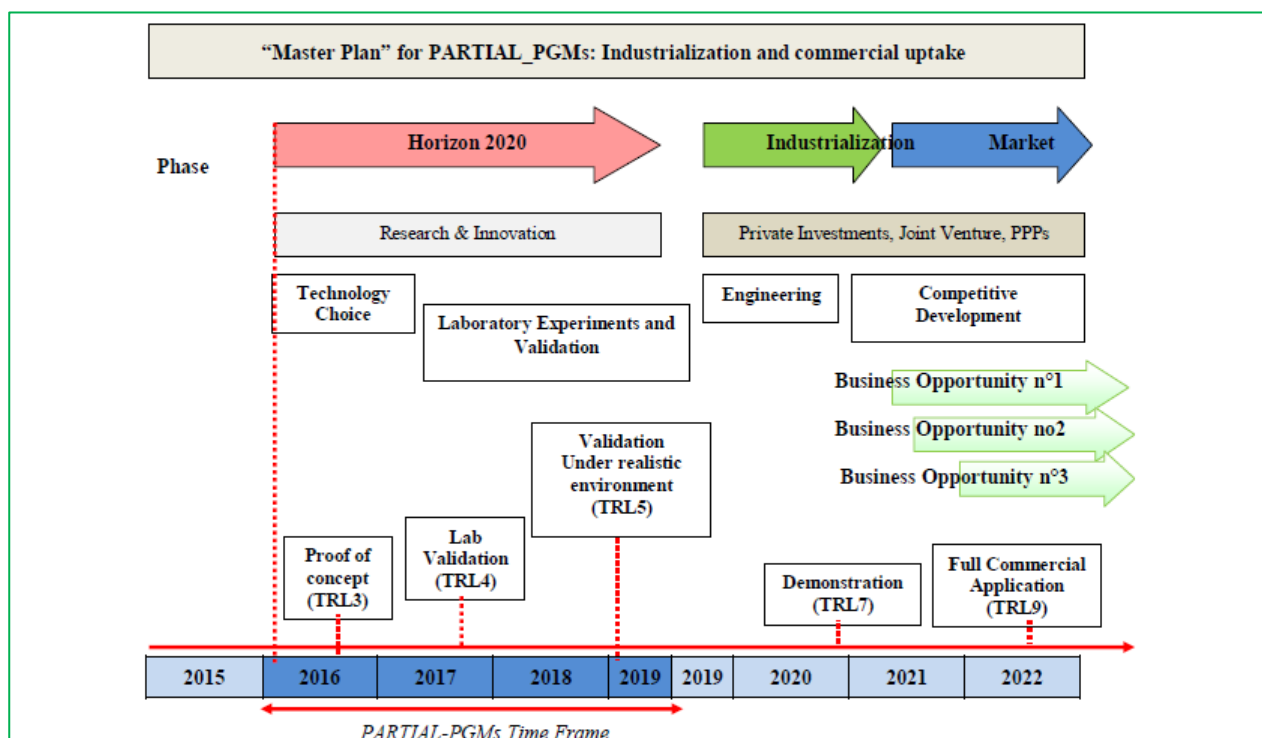 “Master Plan” for PARTIAL_PGMs: Industrialization and commercial uptake
Phase
Horizon 2020
Industrialization
Market
Research & Innovation
Private Investments, Joint Venture, PPPs
Technology
Choice
Laboratory Experiments and
Validation
Engineering
Competitive
Development
Business Opportunity n°1
Business Opportunity no2
Business Opportunity n°3
Validation
Under realistic
environment
(TRL5)
Lab
Validation
(TRL4)
Proof of
concept
(TRL3)
Demonstration
(TRL7)
Full Commercial
Application
(TRL9)
2015 2016 2017 2018 2019 2019 2020 2021 2022
PARTIAL-PGMs Time Frame